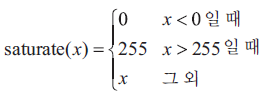 0 x < 0 일 때
saturate(x) = { 255 x > 255 일 때
x 그 외